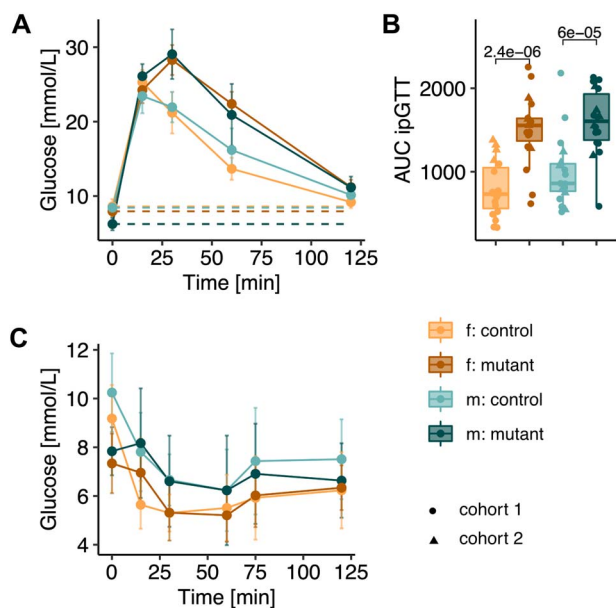 A
Glucose [mmol/L]
30
20
10
0 25 50 75 100 125
Time [min]
B
AUC ipGTT
2000
1000
2.4e-06
6e-05
C
Glucose [mmol/L]
12
10
8
6
4
0 25 50 75 100 125
Time [min]
f: control
f: mutant
m: control
m: mutant
cohort 1
cohort 2